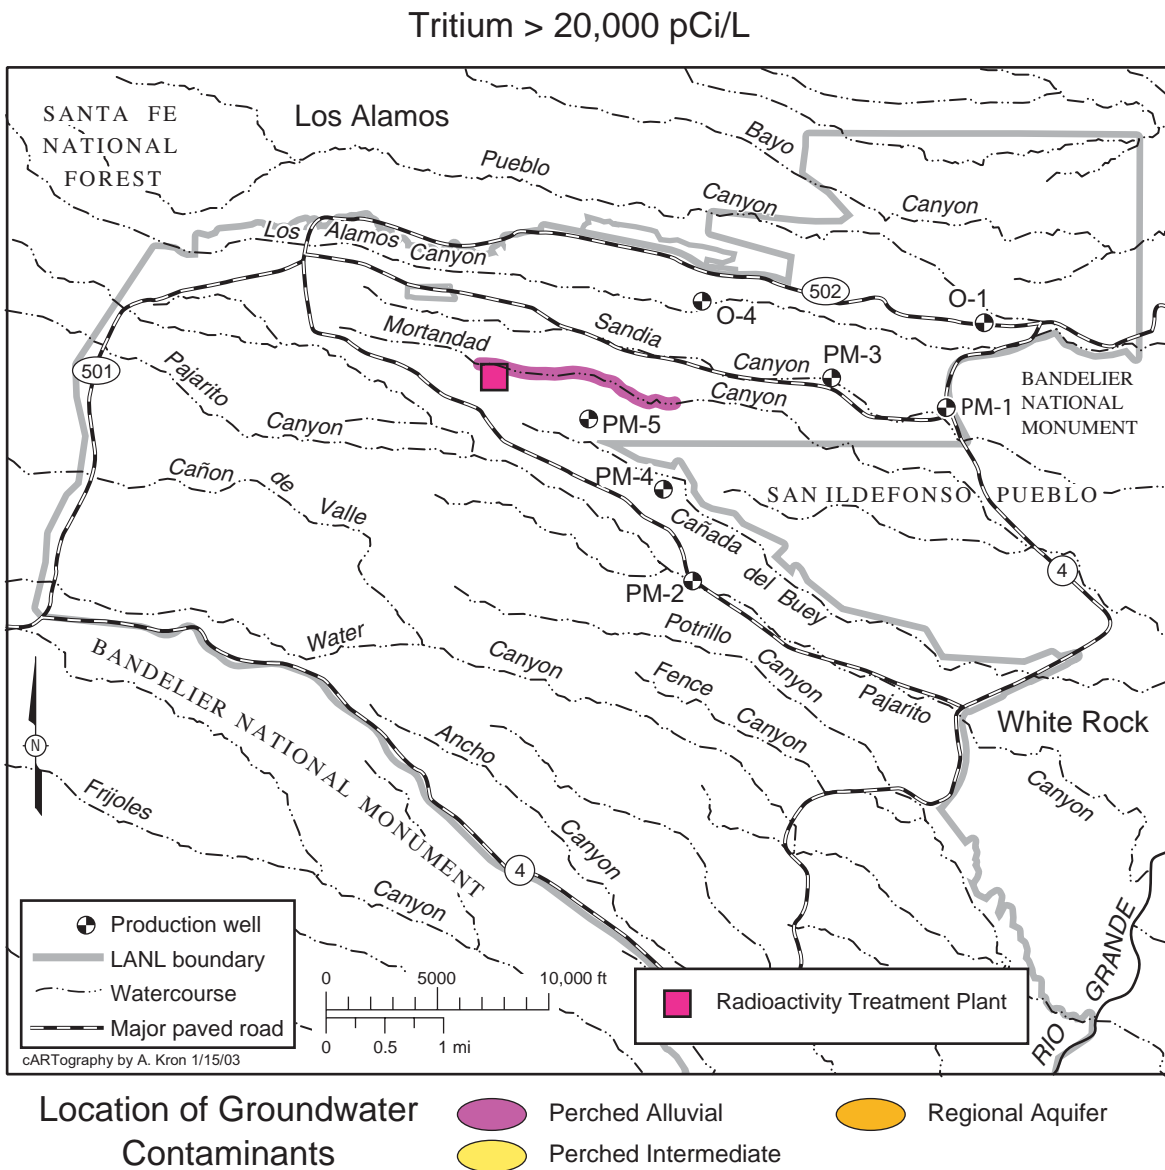 Tritium > 20,000 pCi/L
SANTA FE
NATIONAL
FOREST
Los Alamos
Bayo
Pueblo
Canyon
Canyon
Los Alamos
Canyon
502
O-1
O-4
Mortandad
Sandia
Canyon
PM-3
501
Pajarito
Canyon
BANDELIER
NATIONAL
MONUMENT
PM-1
Canyon
PM-5
Cañon de Valle
PM-4
SAN ILDEFONSO PUEBLO
Cañada del Buey
4
PM-2
Water
Canyon
Potrillo
Canyon
Fence
Canyon
Pajarito
White Rock
BANDELIER NATIONAL MONUMENT
N
Ancho
Canyon
Canyon
Frijoles
Canyon
4
RIO GRANDE
Production well
LANL boundary
Watercourse
Major paved road
cARTography by A. Kron 1/15/03
0 5000 10,000 ft
0 0.5 1 mi
Radioactivity Treatment Plant
Location of Groundwater
Contaminants
Perched Alluvial
Perched Intermediate
Regional Aquifer